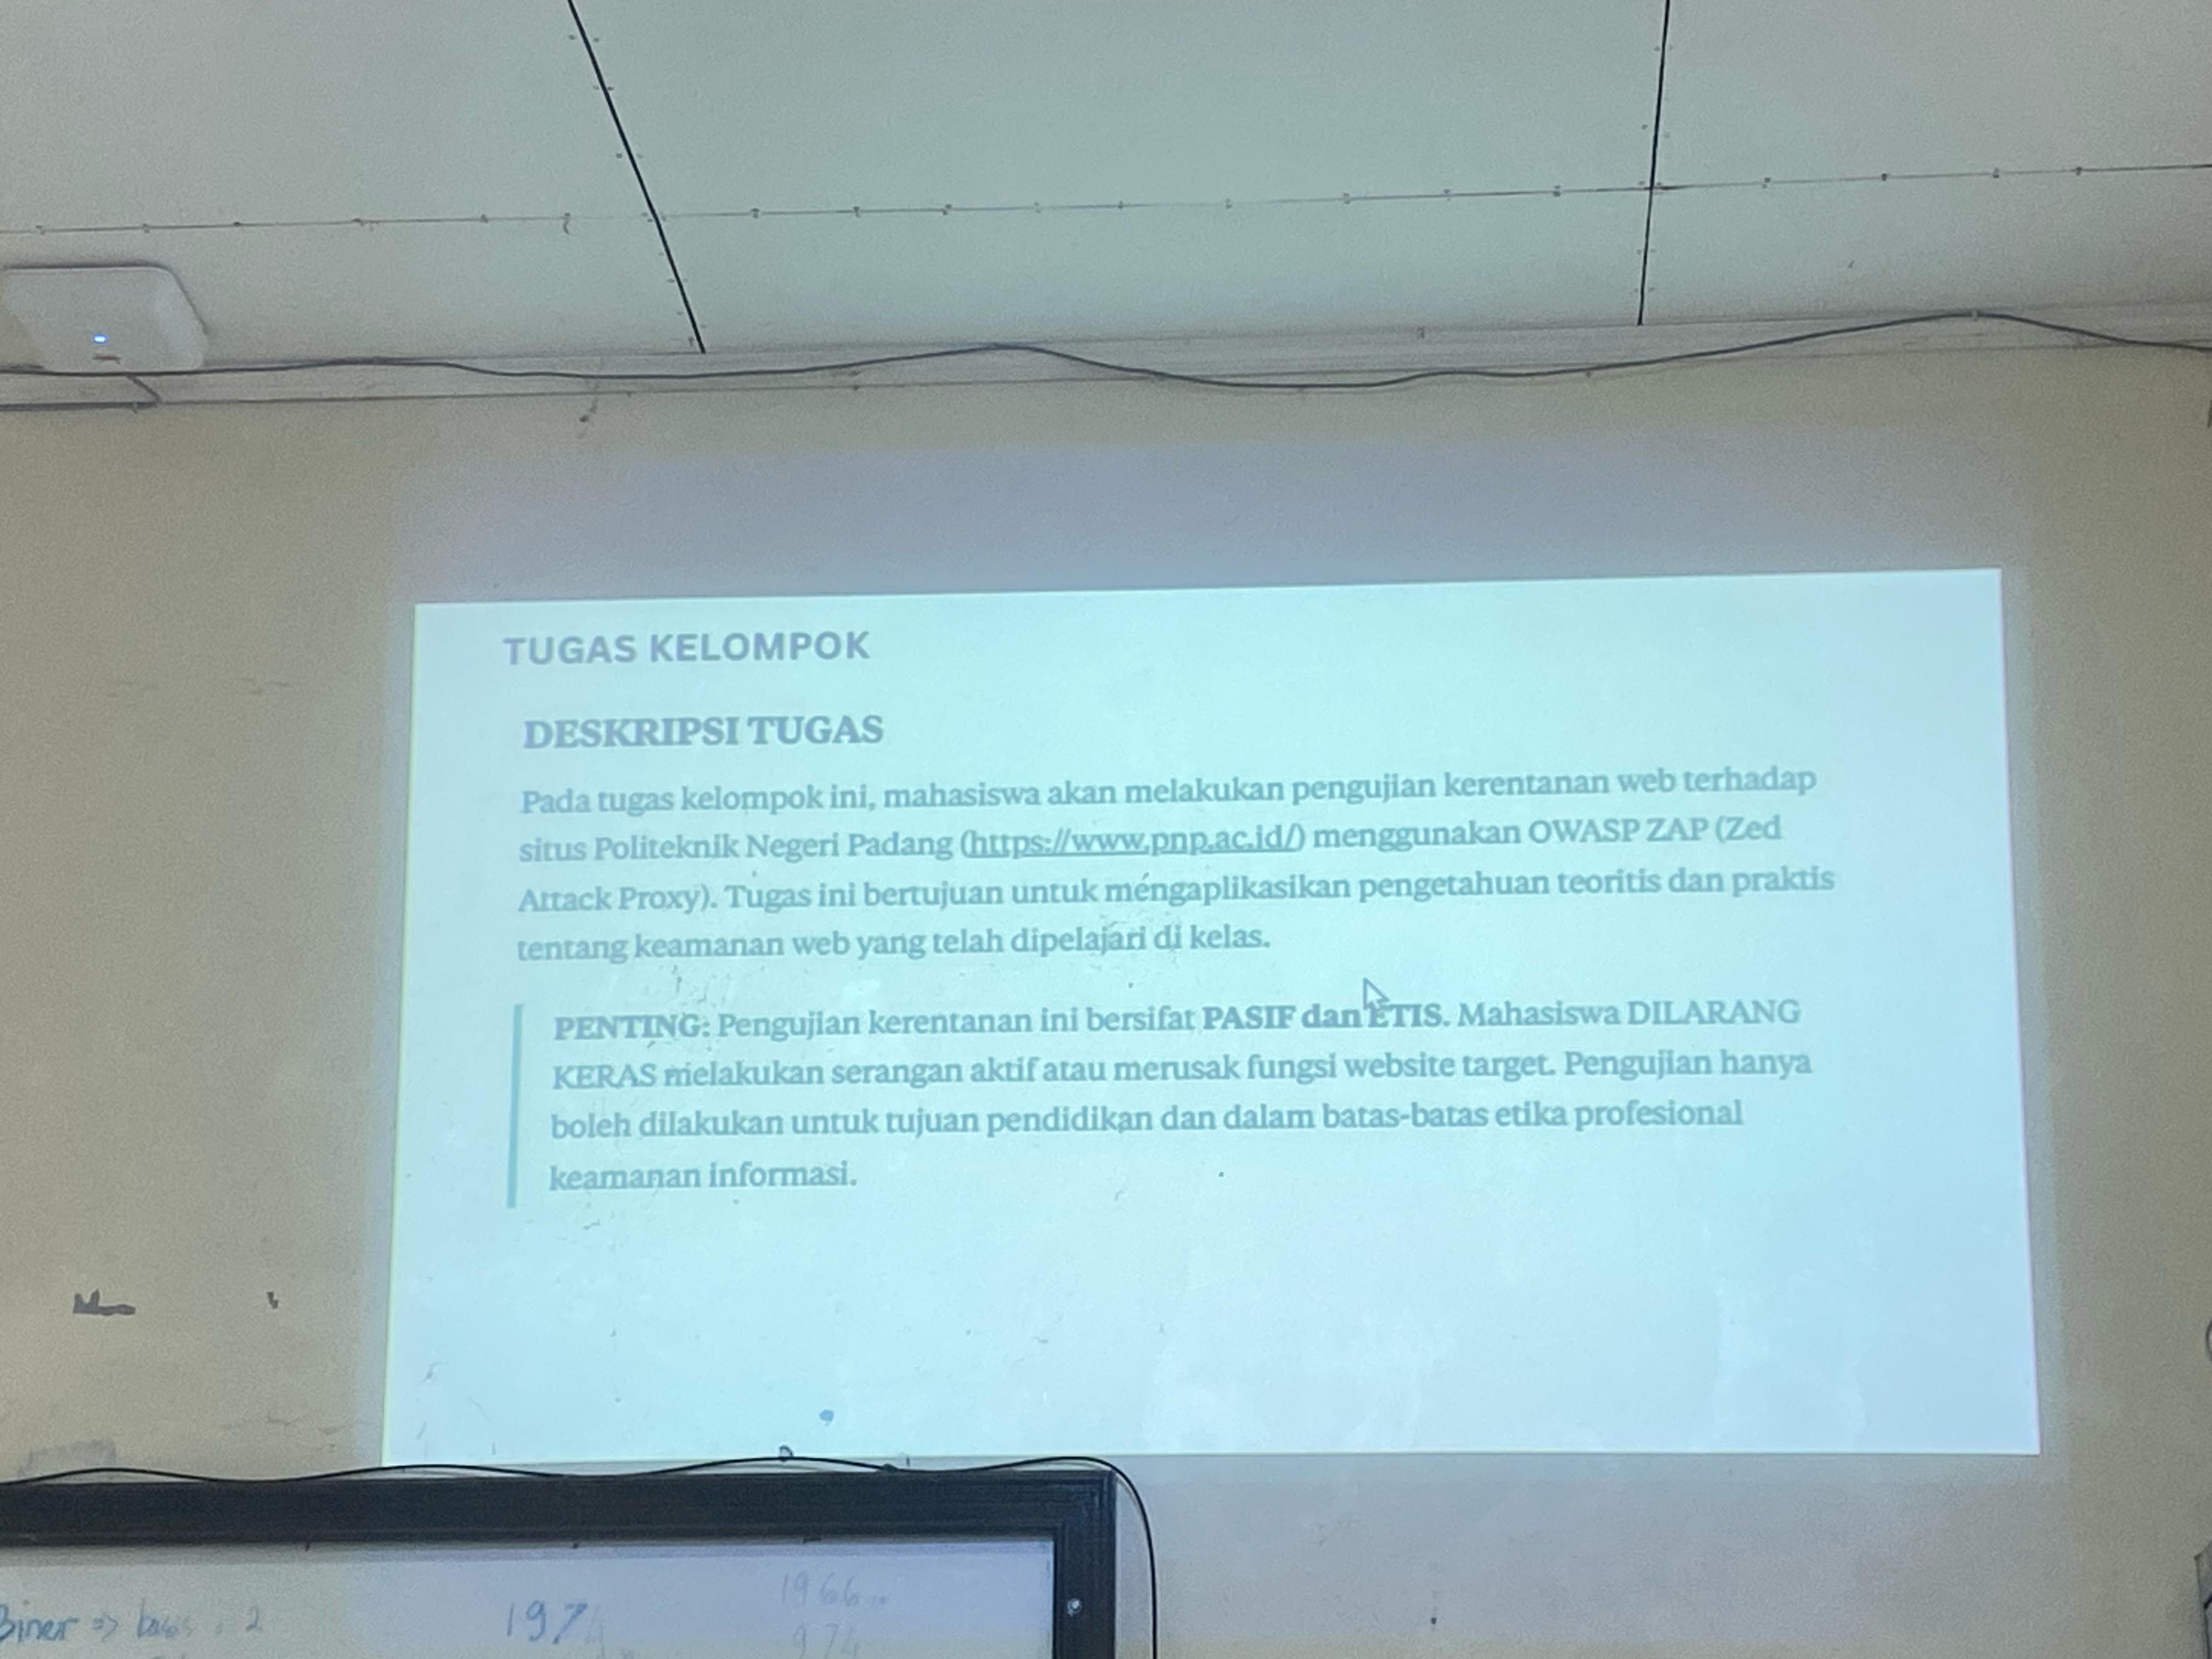 TUGAS KELOMPOK
DESKRIPSI TUGAS
Pada tugas kelompok ini, mahasiswa akan melakukan pengujian kerentanan web terhadap
situs Politeknik Negeri Padang (https://www.pnp.ac.id/) menggunakan OWASP ZAP (Zed
Attack Proxy). Tugas ini bertujuan untuk mengaplikasikan pengetahuan teoritis dan praktis
tentang keamanan web yang telah dipelajari di kelas.
PENTING: Pengujian kerentanan ini bersifat PASIF dan ETIS. Mahasiswa DILARANG
KERAS melakukan serangan aktif atau merusak fungsi website target. Pengujian hanya
boleh dilakukan untuk tujuan pendidikan dan dalam batas-batas etika profesional
keamanan informasi.
1966
Biner => basis 2
197
974